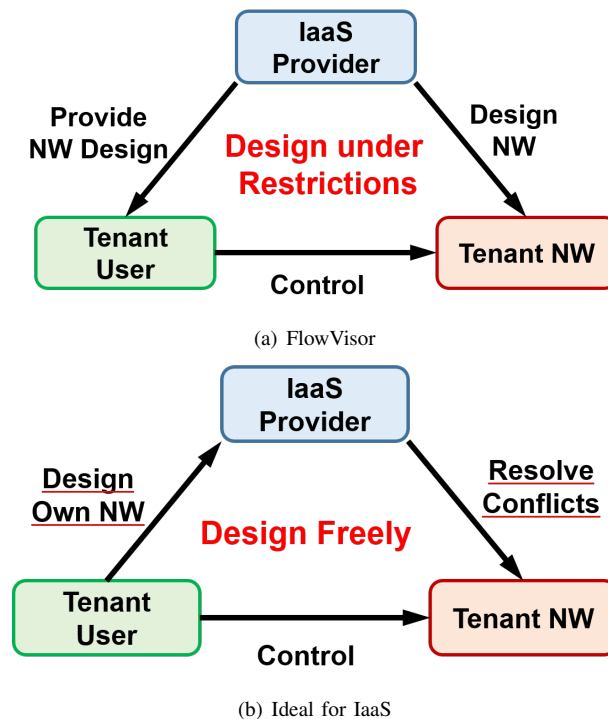 IaaS
Provider
Provide
NW Design
Design
NW
Design under
Restrictions
Tenant
User
Tenant NW
Control
(a) FlowVisor
IaaS
Provider
Design
Own NW
Resolve
Conflicts
Design Freely
Tenant
User
Tenant NW
Control
(b) Ideal for IaaS